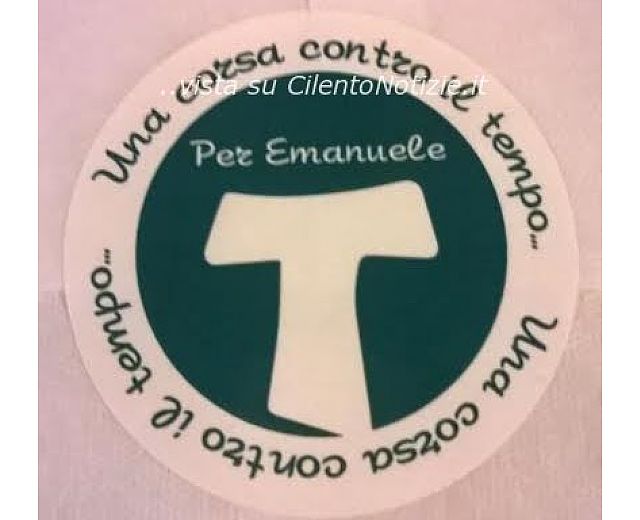 Una corsa contro il tempo...
..vista su CilentoNotizie.it
Per Emanuele
Una corsa contro il tempo...